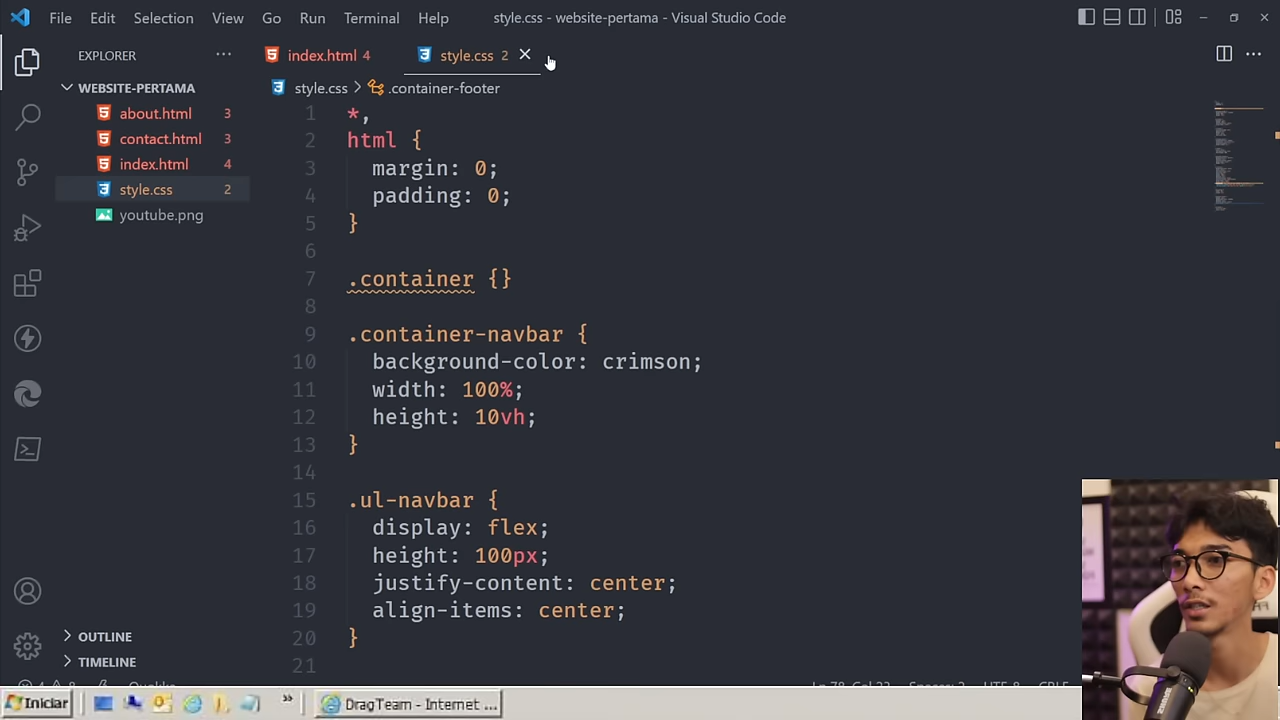 File Edit Selection View Go Run Terminal Help style.css - website-pertama - Visual Studio Code
EXPLORER
index.html 4
style.css 2
WEBSITE-PERTAMA
style.css > .container-footer
about.html 3
contact.html 3
index.html 4
style.css 2
youtube.png
1 *,
2 html {
3 margin: 0;
4 padding: 0;
5 }
6
7 .container {}
8
9 .container-navbar {
10 background-color: crimson;
11 width: 100%;
12 height: 10vh;
13 }
14
15 .ul-navbar {
16 display: flex;
17 height: 100px;
18 justify-content: center;
19 align-items: center;
20 }
21
OUTLINE
TIMELINE
Iniciar
DragTeam - Internet ...